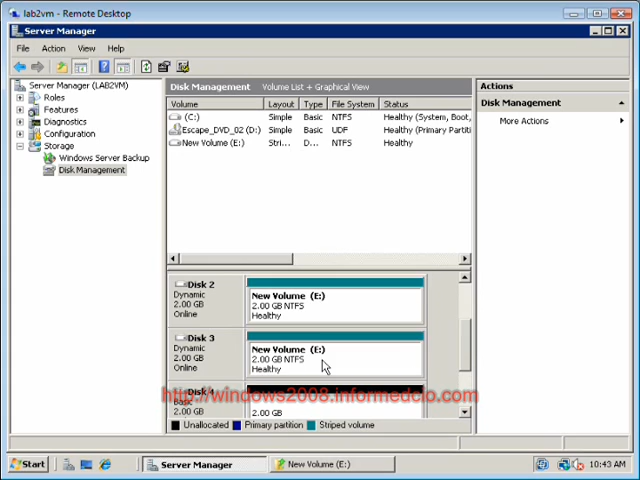 lab2vm - Remote Desktop
Server Manager
File Action View Help
Server Manager (LAB2VM)
Roles
Features
Diagnostics
Configuration
Storage
Windows Server Backup
Disk Management
Disk Management Volume List + Graphical View
Volume Layout Type File System Status
(C:) Simple Basic NTFS Healthy (System, Boot,
Escape_DVD_02 (D:) Simple Basic UDF Healthy (Primary Partiti
New Volume (E:) Stri... D... NTFS Healthy
Actions
Disk Management
More Actions
Disk 2
Dynamic
2.00 GB
Online
New Volume (E:)
2.00 GB NTFS
Healthy
Disk 3
Dynamic
2.00 GB
Online
New Volume (E:)
2.00 GB NTFS
Healthy
Disk 4
Basic
2.00 GB
2.00 GB
http://windows2008.informedcio.com
Unallocated Primary partition Striped volume
Start Server Manager New Volume (E:) 10:43 AM